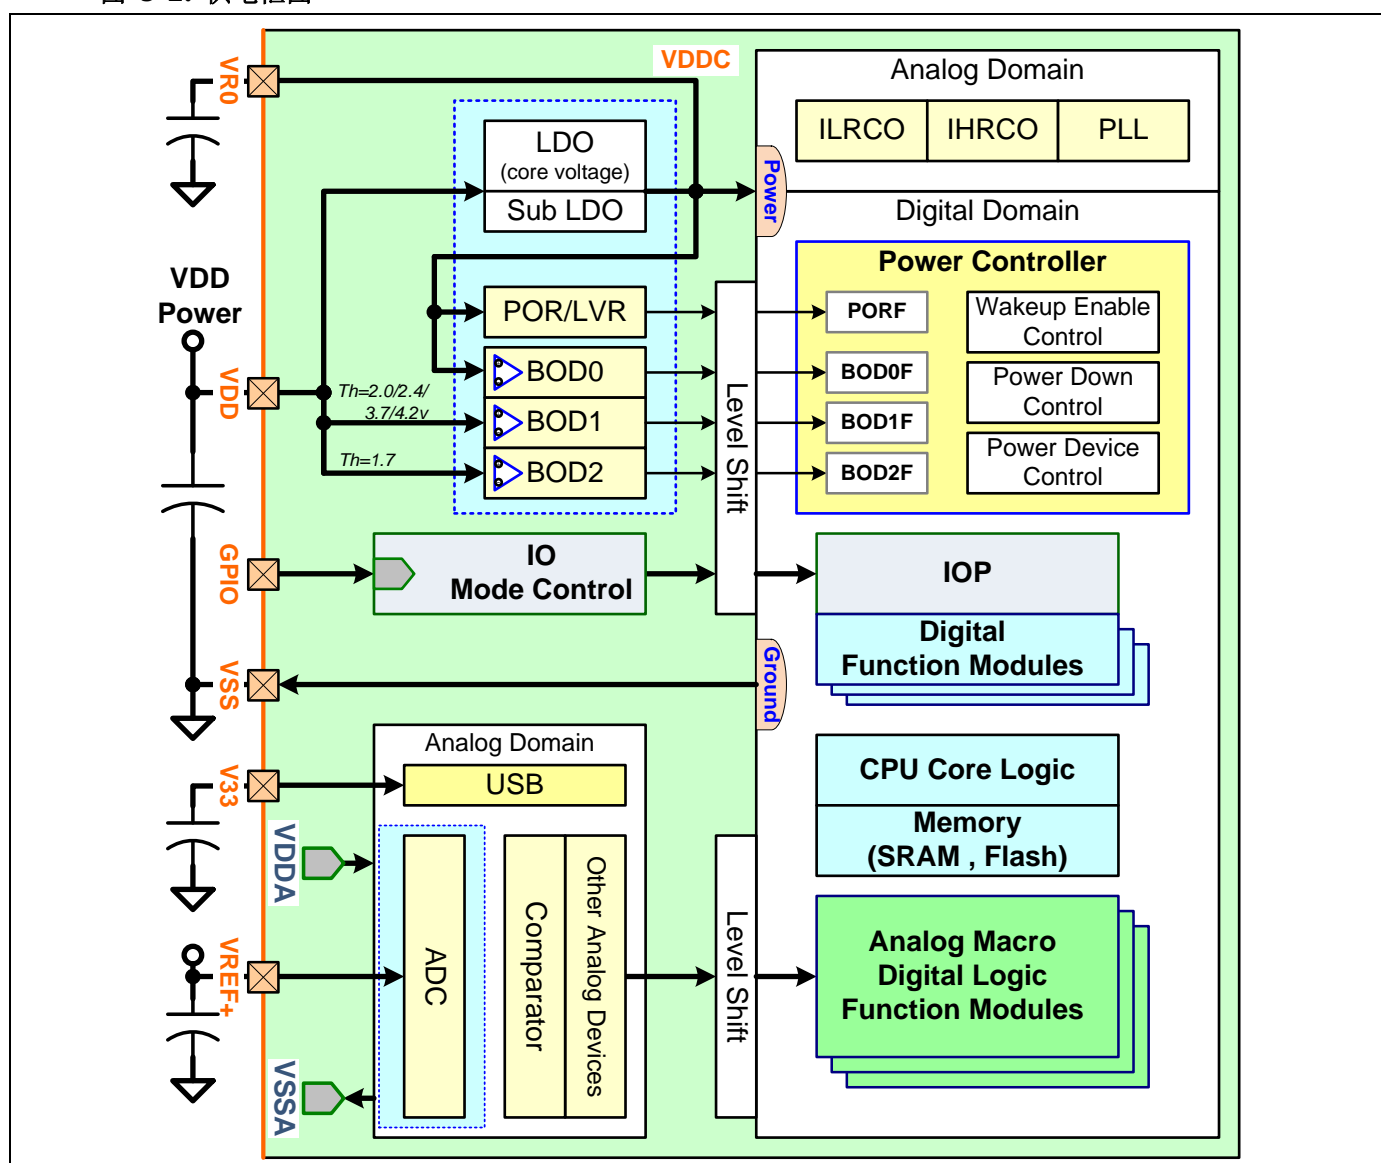 VDDC
VR0
Analog Domain
ILRCO
IHRCO
PLL
LDO
(core voltage)
Sub LDO
Power
Digital Domain
Power Controller
VDD
Power
POR/LVR
PORF
Wakeup Enable
Control
BOD0
BOD0F
Power Down
Control
VDD
Th=2.0/2.4/
3.7/4.2v
BOD1
BOD1F
Th=1.7
BOD2
BOD2F
Power Device
Control
Level Shift
GPIO
IO
Mode Control
IOP
Digital
Function Modules
VSS
Ground
Analog Domain
V33
USB
CPU Core Logic
Memory
(SRAM , Flash)
VDDA
ADC
Comparator
Other Analog Devices
Level Shift
VREF+
Analog Macro
Digital Logic
Function Modules
VSSA